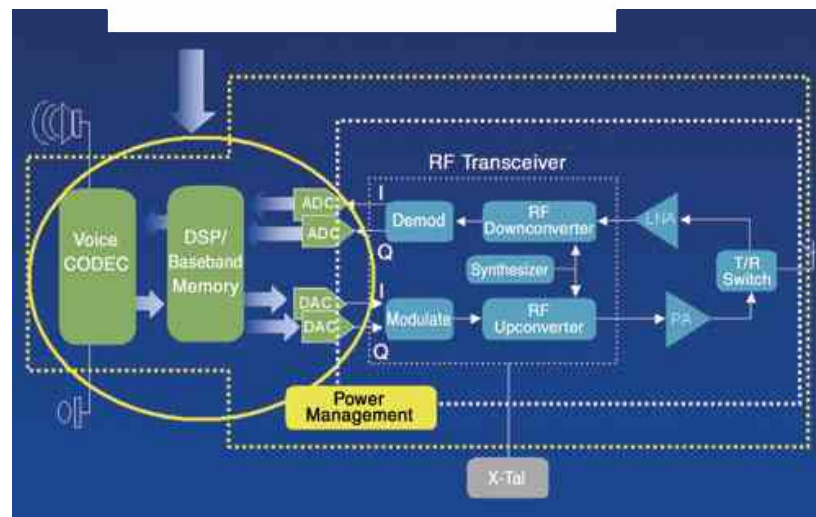 RF Transceiver
Voice
CODEC
DSP/
Baseband
Memory
ADC
ADC
DAC
DAC
I
Q
I
Q
Demod
RF
Downconverter
Synthesizer
Modulate
RF
Upconverter
LNA
PA
T/R
Switch
Power
Management
X-Tal